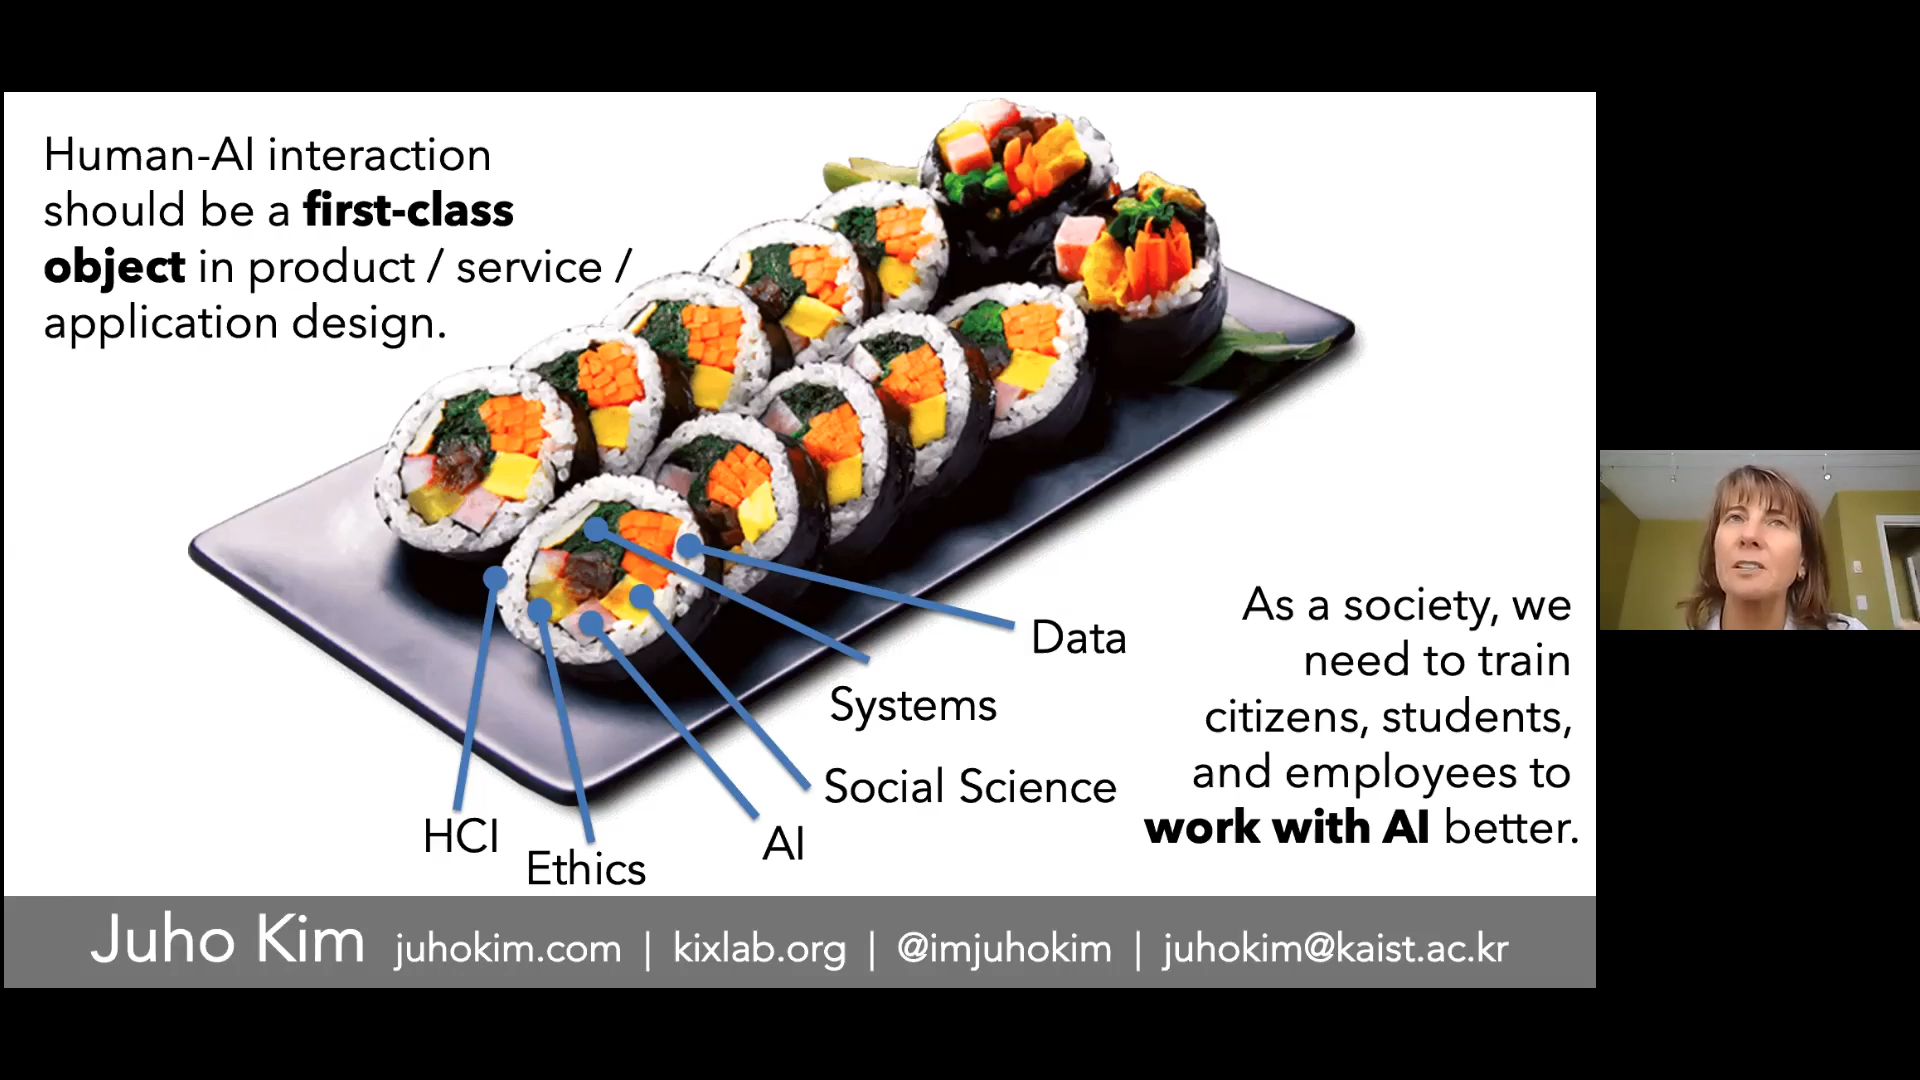 Human-AI interaction
should be a first-class
object in product / service /
application design.
Data
Systems
Social Science
AI
HCI
Ethics
As a society, we
need to train
citizens, students,
and employees to
work with AI better.
Juho Kim juhokim.com | kixlab.org | @imjuhokim | juhokim@kaist.ac.kr